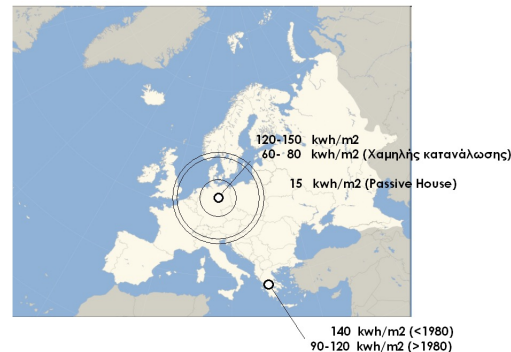 120-150 kwh/m2
60- 80 kwh/m2 (Χαμηλής κατανάλωσης)
15 kwh/m2 (Passive House)
140 kwh/m2 (<1980)
90-120 kwh/m2 (>1980)